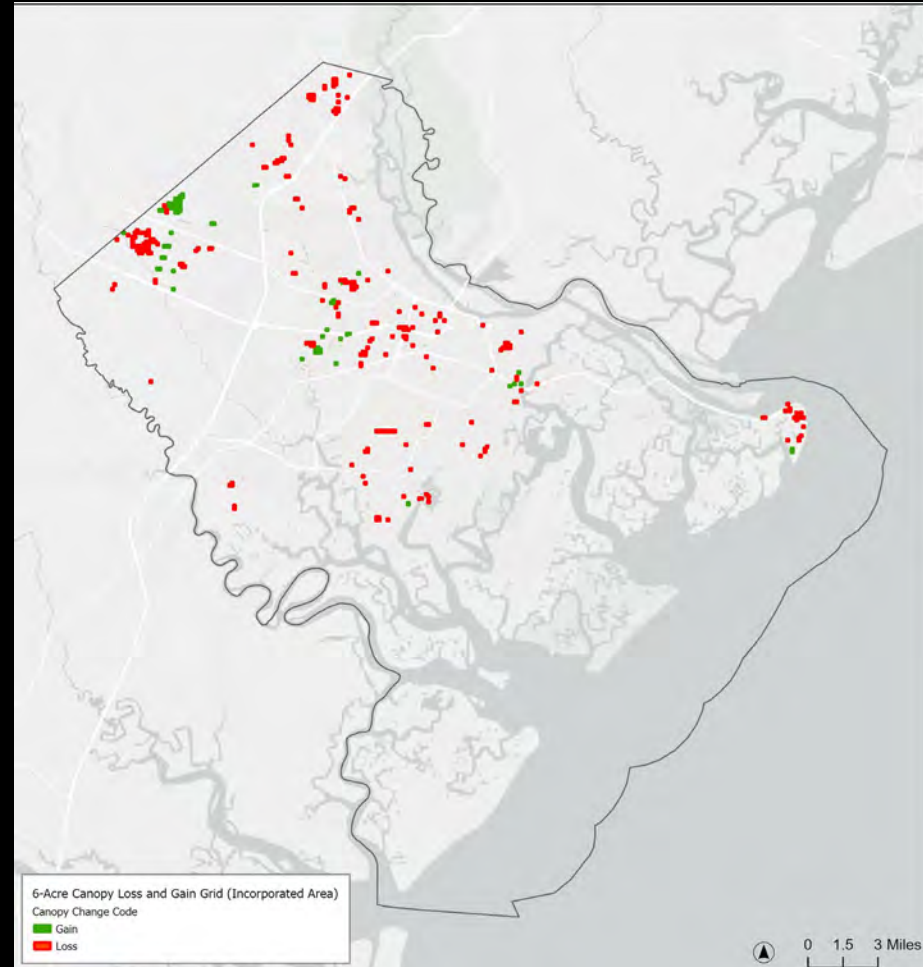 6-Acre Canopy Loss and Gain Grid (Incorporated Area)
Canopy Change Code
Gain
Loss
0 1.5 3 Miles